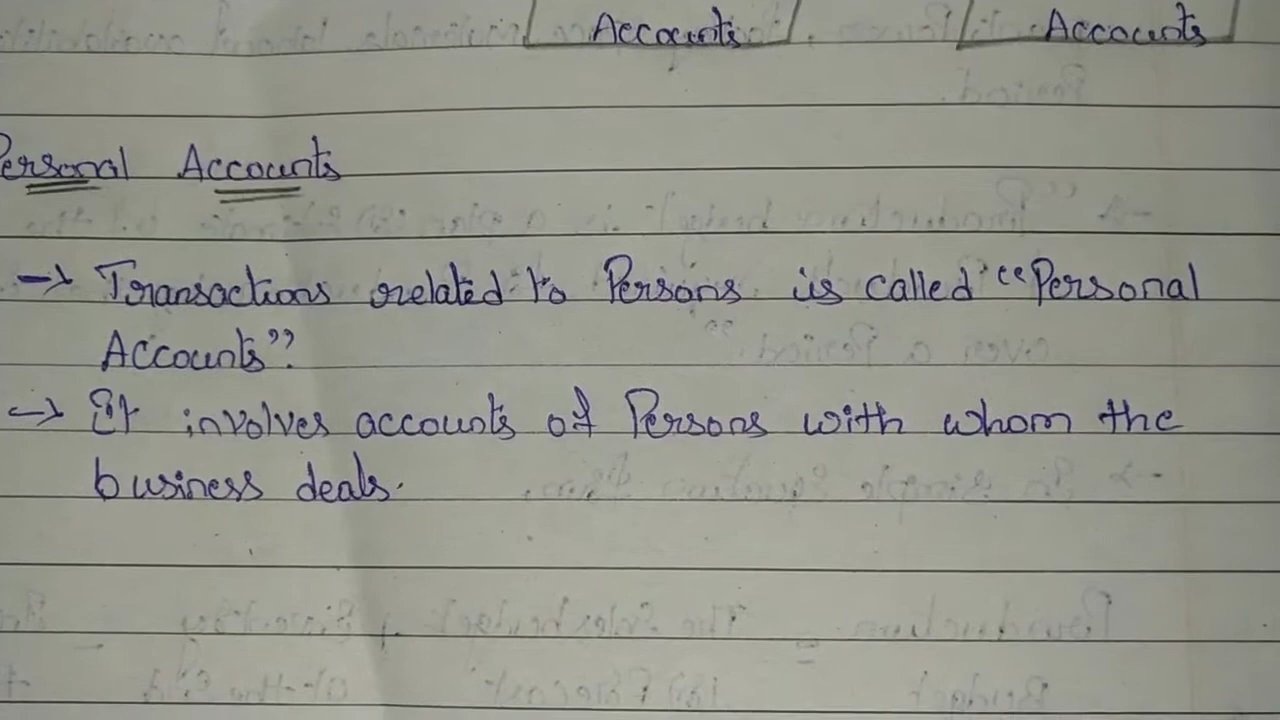 Accounts Accounts
Personal Accounts
→ Transactions related to Persons is called "Personal
Accounts".
→ It involves accounts of Persons with whom the
business deals.